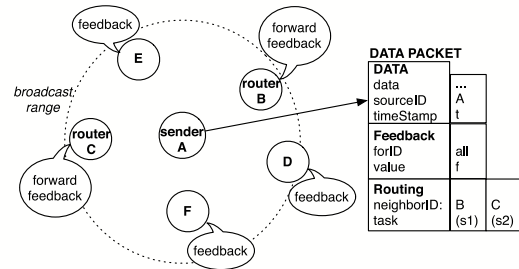 feedback
E
forward
feedback
router
B
broadcast
range
sender
A
router
C
forward
feedback
D
feedback
F
feedback
DATA PACKET
DATA
data ...
sourceID A
timeStamp t
Feedback
forID all
value f
Routing
neighborID: B C
task (s1) (s2)